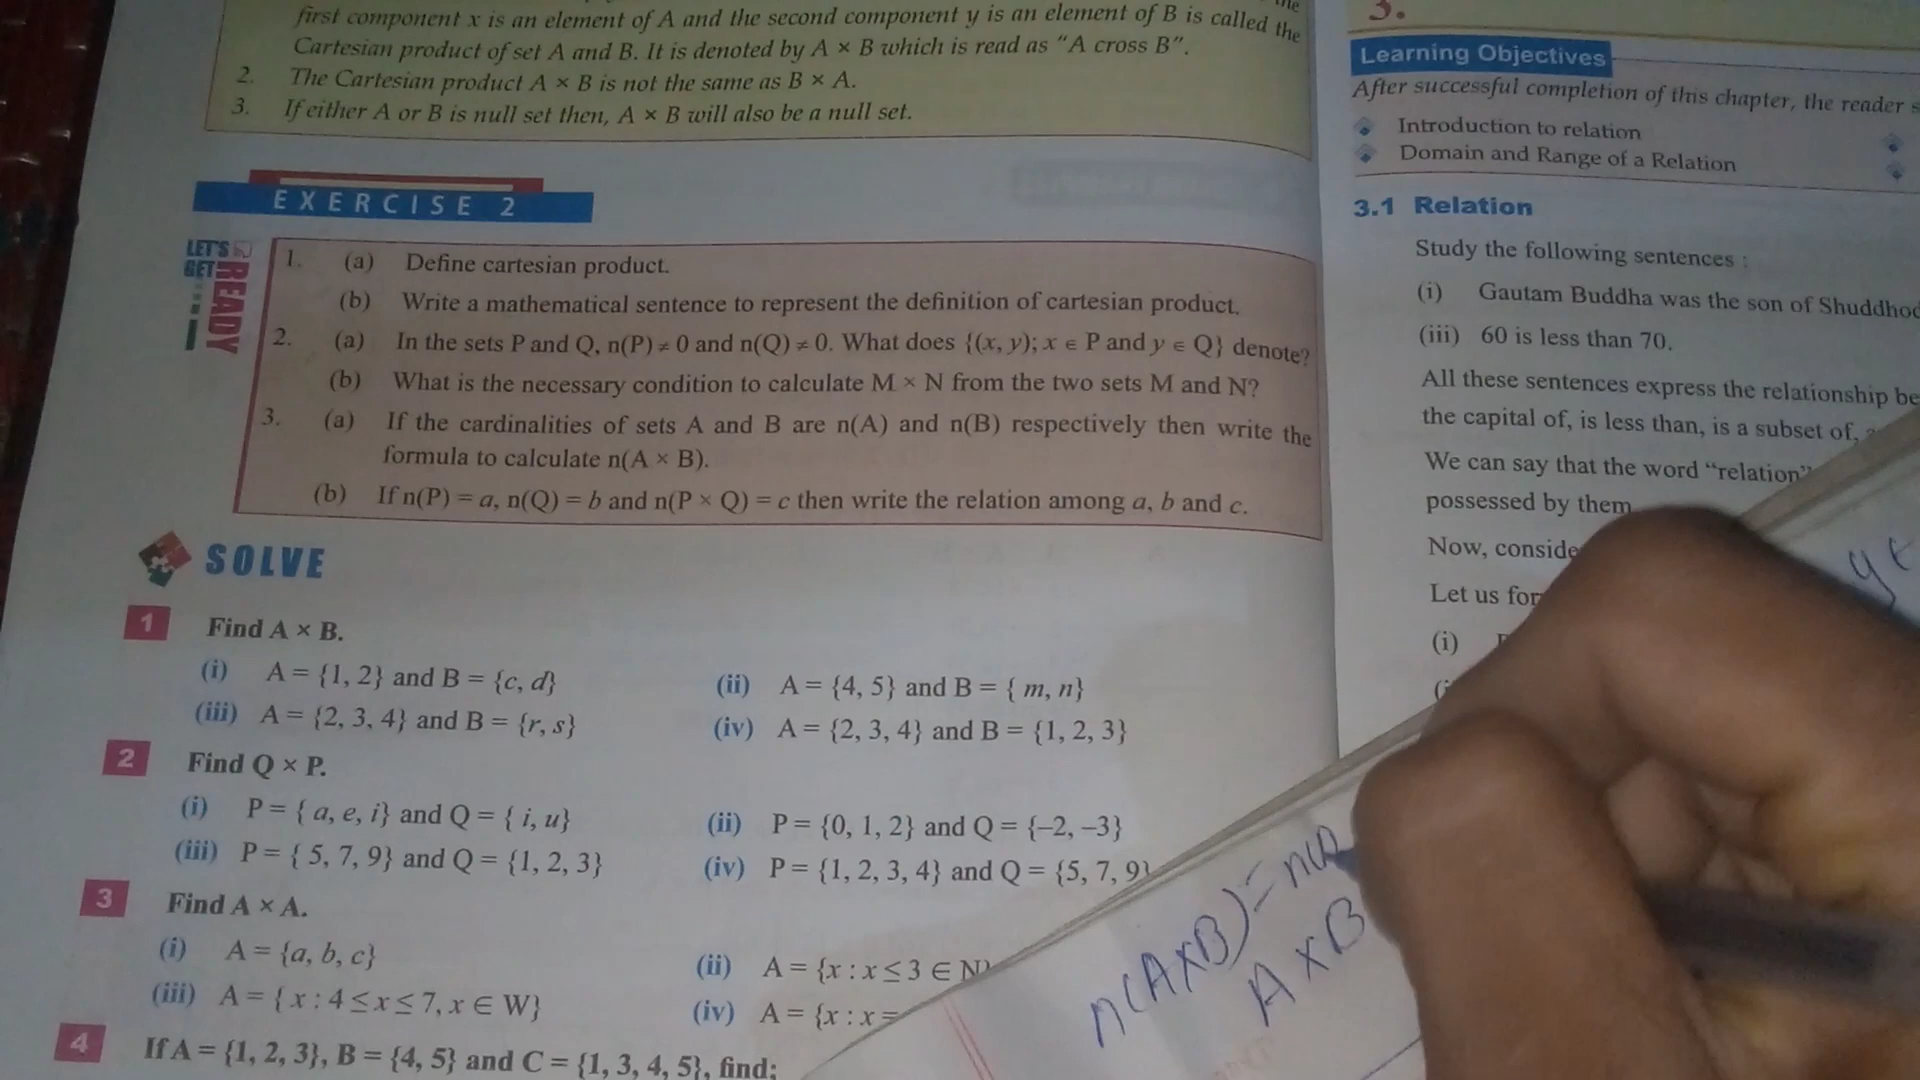 first component x is an element of A and the second component y is an element of B is called the
Cartesian product of set A and B. It is denoted by A × B which is read as "A cross B".
2. The Cartesian product A × B is not the same as B × A.
3. If either A or B is null set then, A × B will also be a null set.
EXERCISE 2
LET'S GET READY
1. (a) Define cartesian product.
(b) Write a mathematical sentence to represent the definition of cartesian product.
2. (a) In the sets P and Q, n(P) ≠ 0 and n(Q) ≠ 0. What does {(x, y); x ∈ P and y ∈ Q} denote?
(b) What is the necessary condition to calculate M × N from the two sets M and N?
3. (a) If the cardinalities of sets A and B are n(A) and n(B) respectively then write the
formula to calculate n(A × B).
(b) If n(P) = a, n(Q) = b and n(P × Q) = c then write the relation among a, b and c.
SOLVE
1 Find A × B.
(i) A = {1, 2} and B = {c, d} (ii) A = {4, 5} and B = { m, n}
(iii) A = {2, 3, 4} and B = {r, s} (iv) A = {2, 3, 4} and B = {1, 2, 3}
2 Find Q × P.
(i) P = { a, e, i} and Q = { i, u} (ii) P = {0, 1, 2} and Q = {–2, –3}
(iii) P = { 5, 7, 9} and Q = {1, 2, 3} (iv) P = {1, 2, 3, 4} and Q = {5, 7, 9}
3 Find A × A.
(i) A = {a, b, c} (ii) A = {x : x ≤ 3 ∈ N}
(iii) A = { x : 4 ≤ x ≤ 7, x ∈ W} (iv) A = {x : x =
4 If A = {1, 2, 3}, B = {4, 5} and C = {1, 3, 4, 5}, find;
3.
Learning Objectives
After successful completion of this chapter, the reader
Introduction to relation
Domain and Range of a Relation
3.1 Relation
Study the following sentences :
(i) Gautam Buddha was the son of
(iii) 60 is less than 70.
All these sentences express the relationship
the capital of, is less than, is a subset of,
We can say that the word "relation"
possessed by them
Now,
Let us
(i)
n(A×B) =
A × B